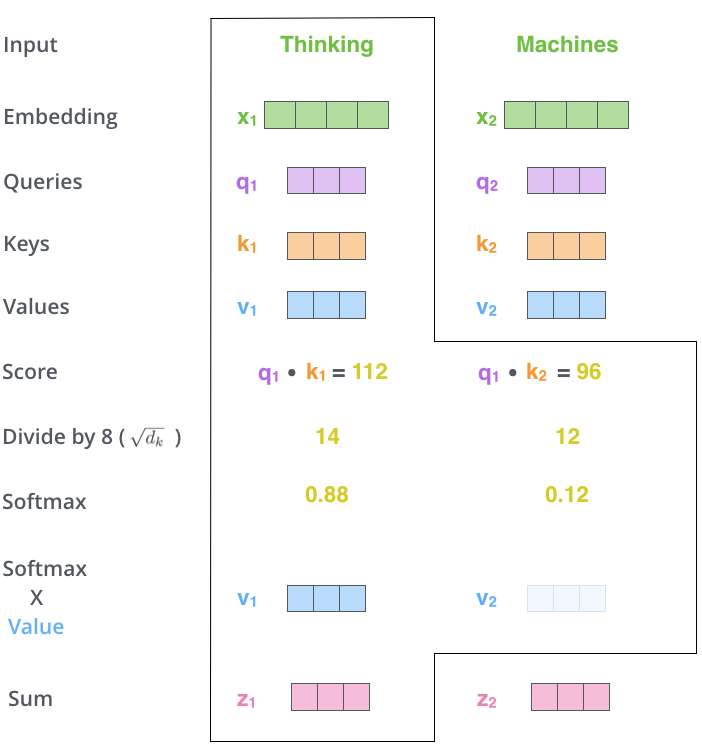 Input Thinking Machines
Embedding x1 x2
Queries q1 q2
Keys k1 k2
Values v1 v2
Score q1 • k1 = 112 q1 • k2 = 96
Divide by 8 ( √dk ) 14 12
Softmax 0.88 0.12
Softmax
X v1 v2
Value
Sum z1 z2